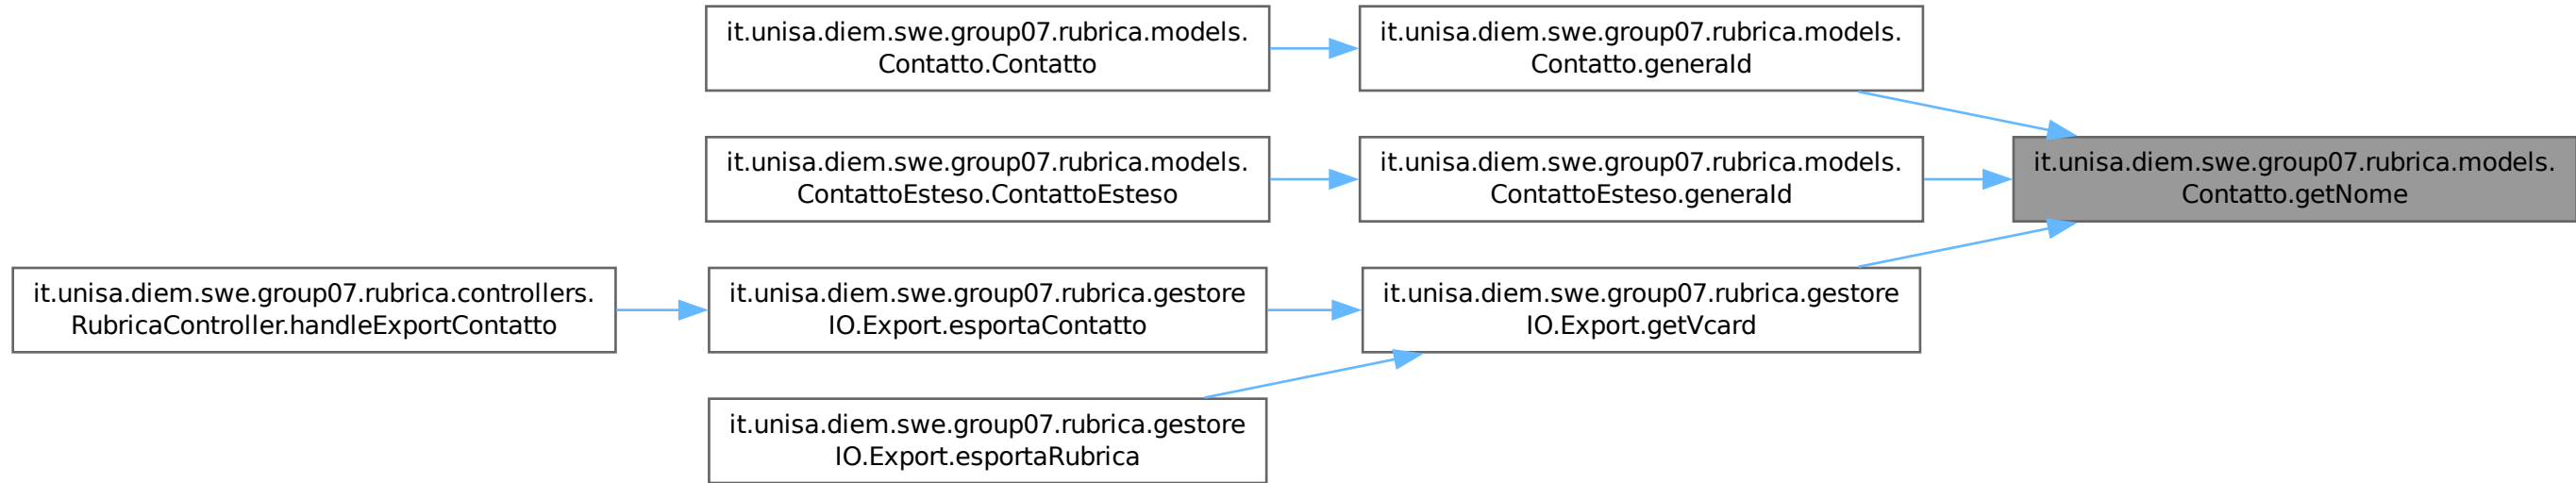 it.unisa.diem.swe.group07.rubrica.models.
Contatto.Contatto
it.unisa.diem.swe.group07.rubrica.models.
Contatto.generaId
it.unisa.diem.swe.group07.rubrica.models.
ContattoEsteso.ContattoEsteso
it.unisa.diem.swe.group07.rubrica.models.
ContattoEsteso.generaId
it.unisa.diem.swe.group07.rubrica.models.
Contatto.getNome
it.unisa.diem.swe.group07.rubrica.controllers.
RubricaController.handleExportContatto
it.unisa.diem.swe.group07.rubrica.gestore
IO.Export.esportaContatto
it.unisa.diem.swe.group07.rubrica.gestore
IO.Export.getVcard
it.unisa.diem.swe.group07.rubrica.gestore
IO.Export.esportaRubrica